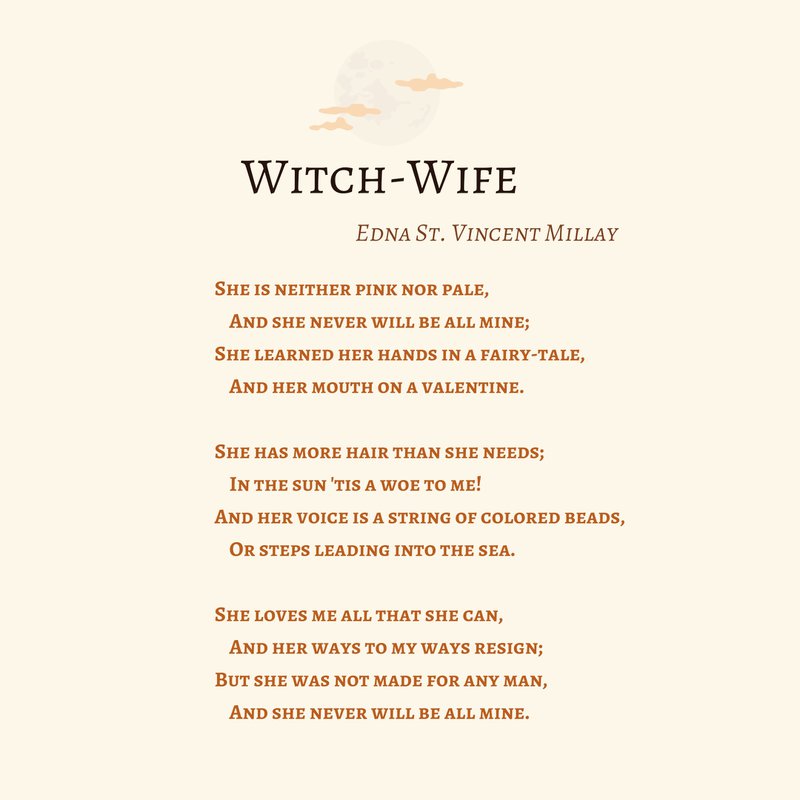 Witch-Wife
Edna St. Vincent Millay
She is neither pink nor pale,
And she never will be all mine;
She learned her hands in a fairy-tale,
And her mouth on a valentine.
She has more hair than she needs;
In the sun 'tis a woe to me!
And her voice is a string of colored beads,
Or steps leading into the sea.
She loves me all that she can,
And her ways to my ways resign;
But she was not made for any man,
And she never will be all mine.